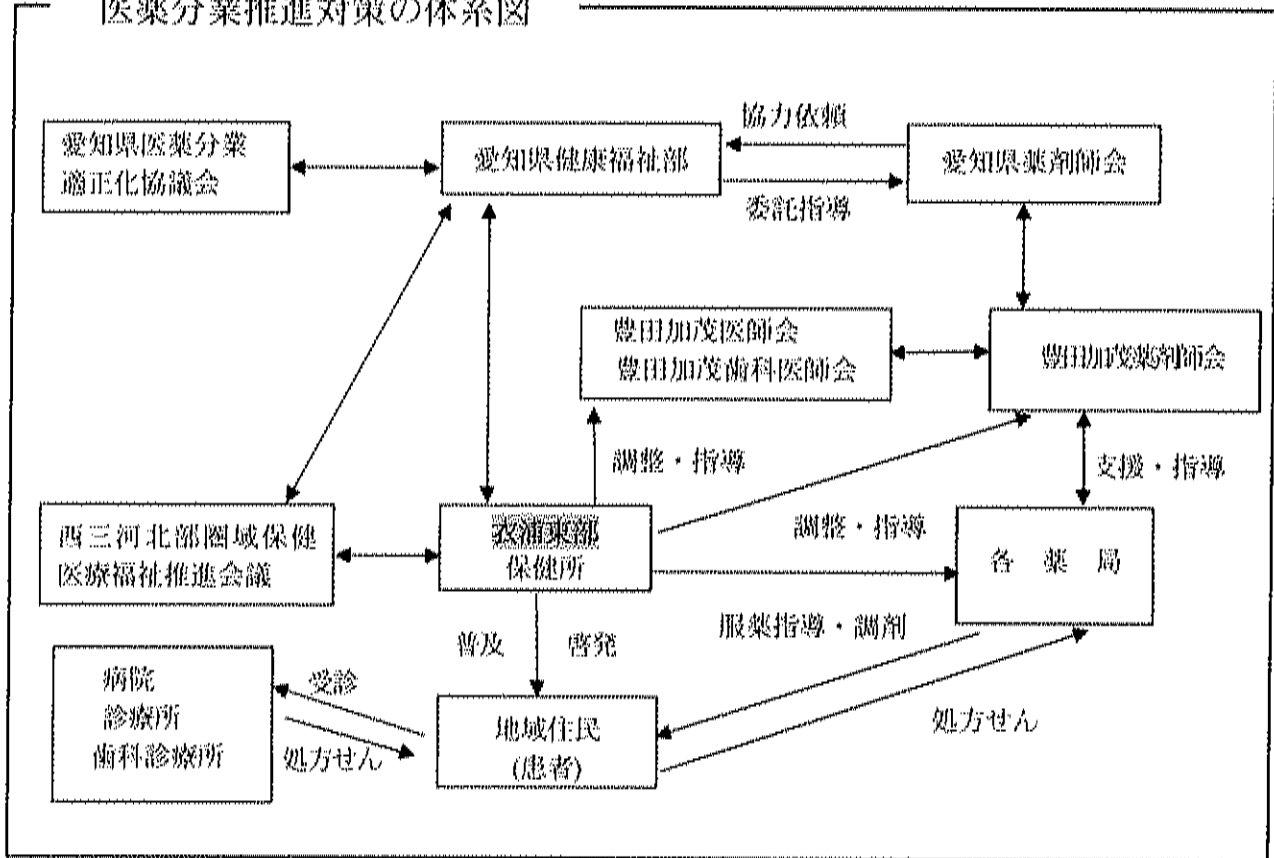 医薬分業推進対策の体系図
協力依頼
愛知県医薬分業
適正化協議会
愛知県健康福祉部
愛知県薬剤師会
委託指導
豊田加茂医師会
豊田加茂歯科医師会
豊田加茂薬剤師会
調整・指導
支援・指導
西三河北部圏域保健
医療福祉推進会議
衣浦東部
保健所
調整・指導
各 薬 局
服薬指導・調剤
普及 啓発
病院
診療所
歯科診療所
受診
処方せん
地域住民
(患者)
処方せん